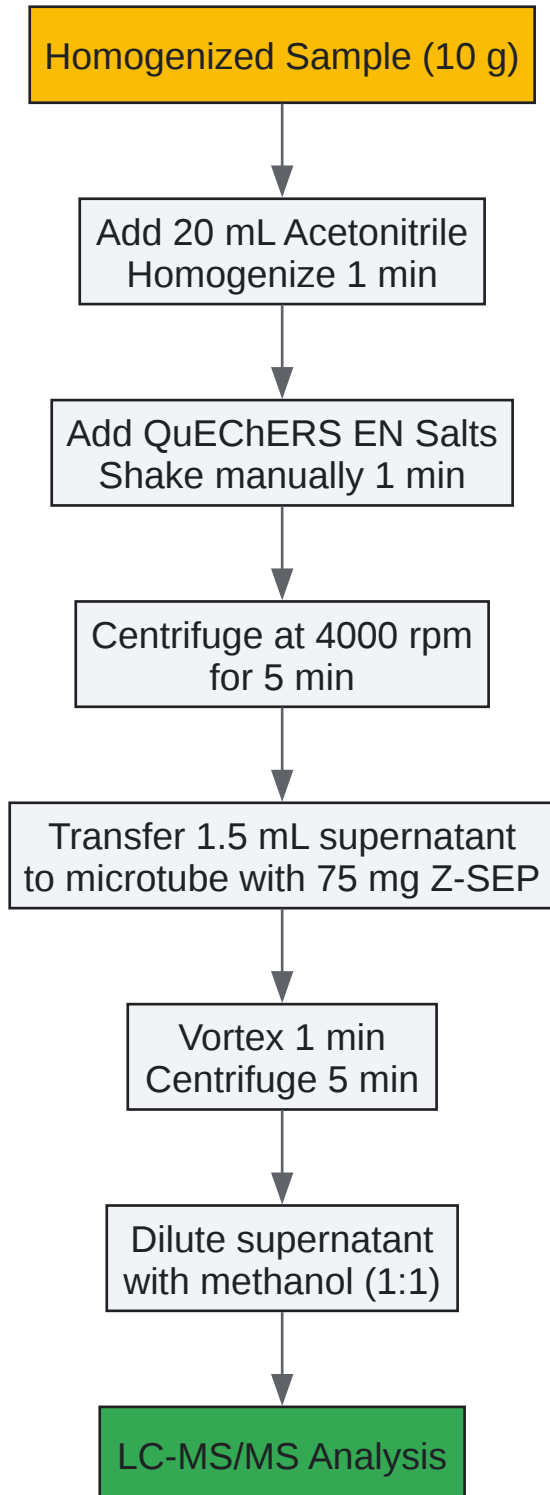 Homogenized Sample (10 g)
Add 20 mL Acetonitrile
Homogenize 1 min
Add QuEChERS EN Salts
Shake manually 1 min
Centrifuge at 4000 rpm
for 5 min
Transfer 1.5 mL supernatant
to microtube with 75 mg Z-SEP
Vortex 1 min
Centrifuge 5 min
Dilute supernatant
with methanol (1:1)
LC-MS/MS Analysis